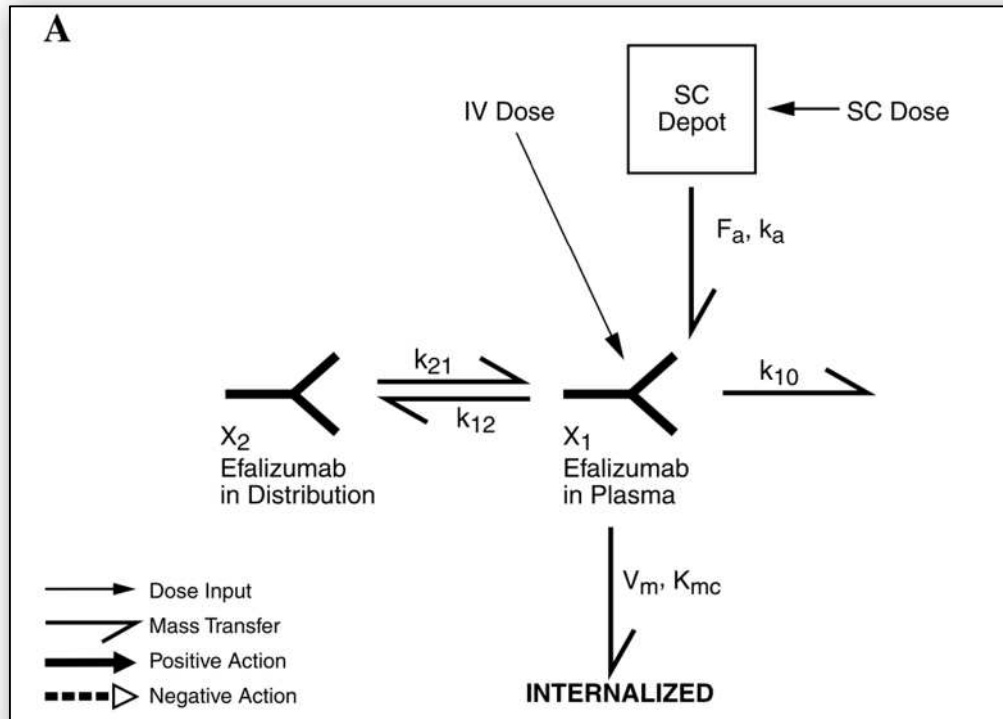 A
IV Dose
SC
Depot
SC Dose
Fa, ka
k21
k12
k10
X2
Efalizumab
in Distribution
X1
Efalizumab
in Plasma
Vm, Kmc
INTERNALIZED
Dose Input
Mass Transfer
Positive Action
Negative Action